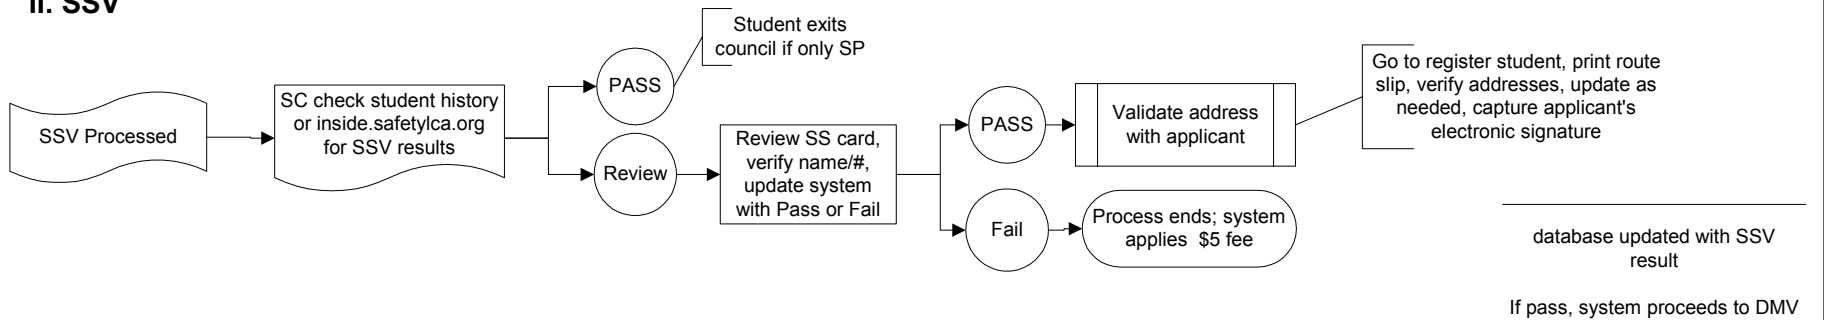 II. SSV
Student exits
council if only SP
SSV Processed
SC check student history
or inside.safetylca.org
for SSV results
PASS
Review
Review SS card,
verify name/#,
update system
with Pass or Fail
PASS
Validate address
with applicant
Go to register student, print route
slip, verify addresses, update as
needed, capture applicant's
electronic signature
Fail
Process ends; system
applies $5 fee
database updated with SSV
result
If pass, system proceeds to DMV